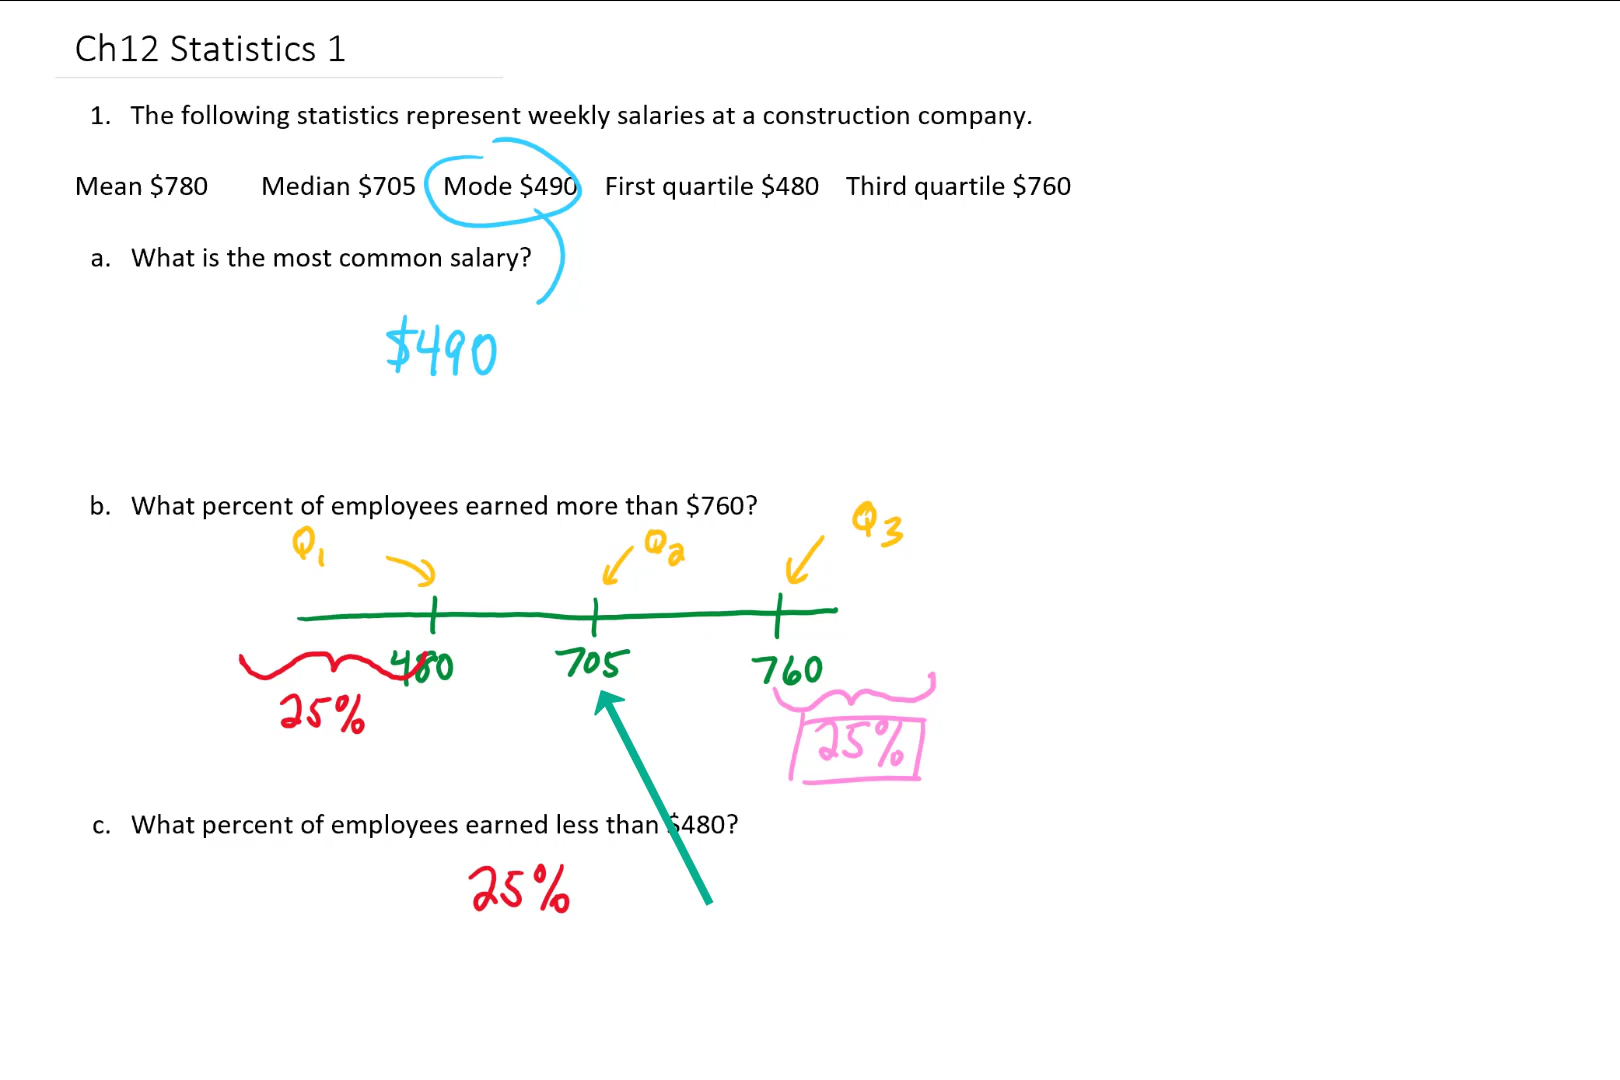 Ch12 Statistics 1
1. The following statistics represent weekly salaries at a construction company.
Mean $780 Median $705 Mode $490 First quartile $480 Third quartile $760
a. What is the most common salary?
$490
b. What percent of employees earned more than $760?
Q1 Q2 Q3
480 705 760
25% 25%
c. What percent of employees earned less than $480?
25%